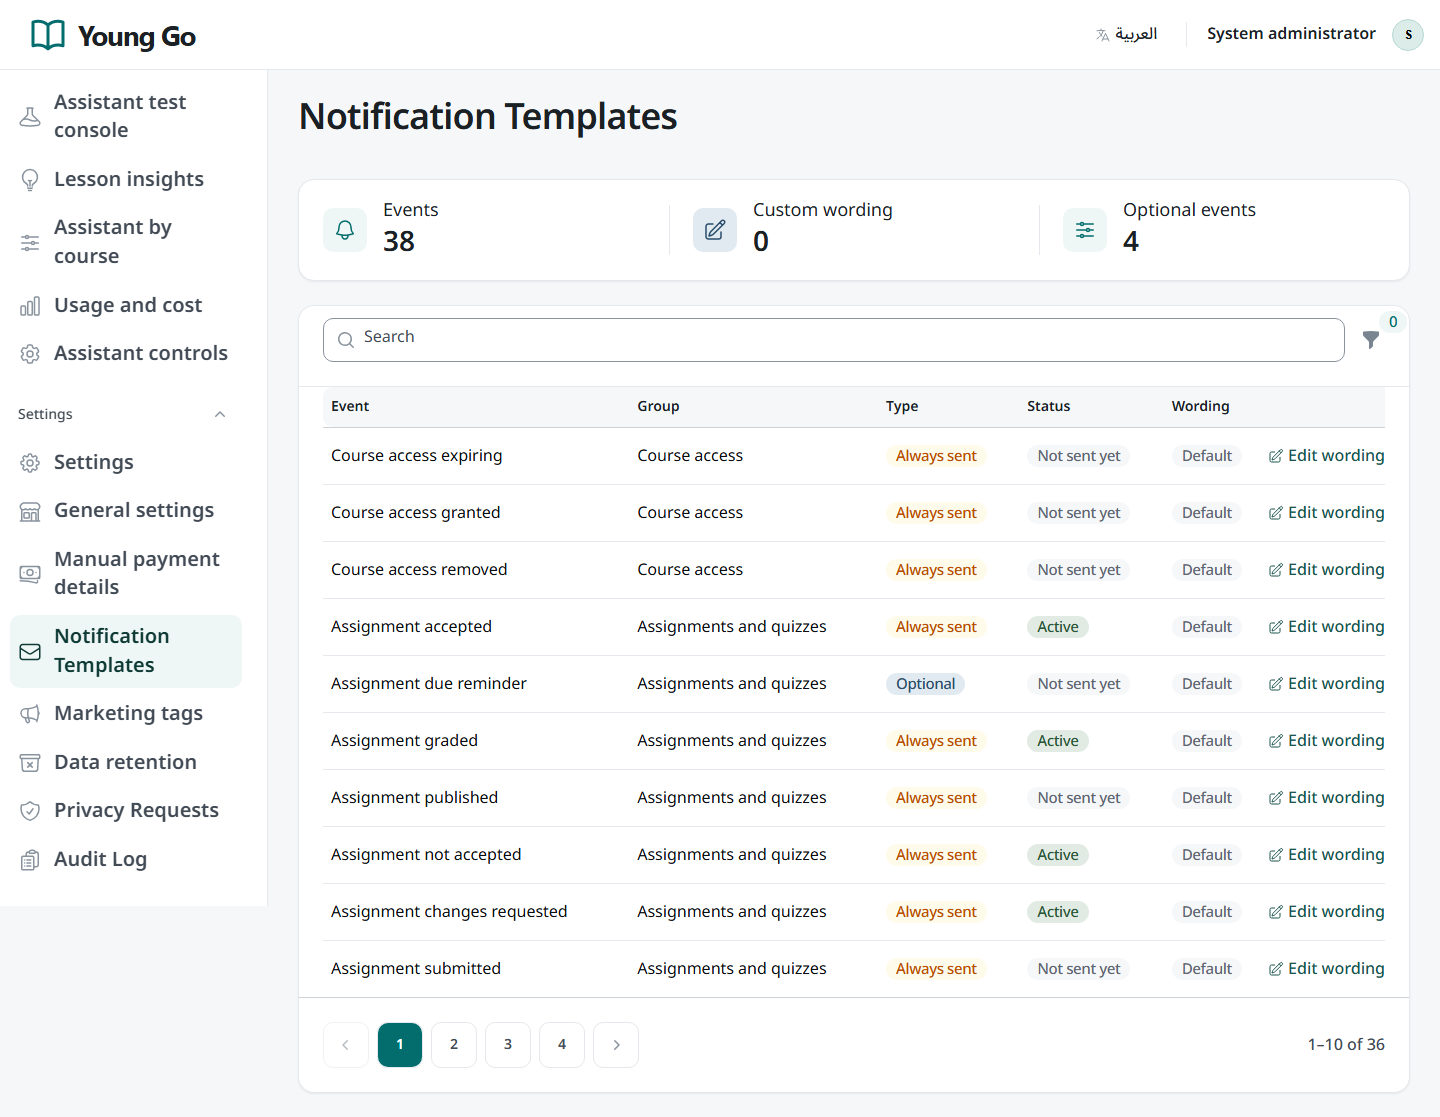 Young Go
العربية
System administrator
S
Assistant test
console
Lesson insights
Assistant by
course
Usage and cost
Assistant controls
Settings
Settings
General settings
Manual payment
details
Notification
Templates
Marketing tags
Data retention
Privacy Requests
Audit Log
Notification Templates
Events
38
Custom wording
0
Optional events
4
Search
0
Event Group Type Status Wording
Course access expiring Course access Always sent Not sent yet Default Edit wording
Course access granted Course access Always sent Not sent yet Default Edit wording
Course access removed Course access Always sent Not sent yet Default Edit wording
Assignment accepted Assignments and quizzes Always sent Active Default Edit wording
Assignment due reminder Assignments and quizzes Optional Not sent yet Default Edit wording
Assignment graded Assignments and quizzes Always sent Active Default Edit wording
Assignment published Assignments and quizzes Always sent Not sent yet Default Edit wording
Assignment not accepted Assignments and quizzes Always sent Active Default Edit wording
Assignment changes requested Assignments and quizzes Always sent Active Default Edit wording
Assignment submitted Assignments and quizzes Always sent Not sent yet Default Edit wording
1 2 3 4
1–10 of 36